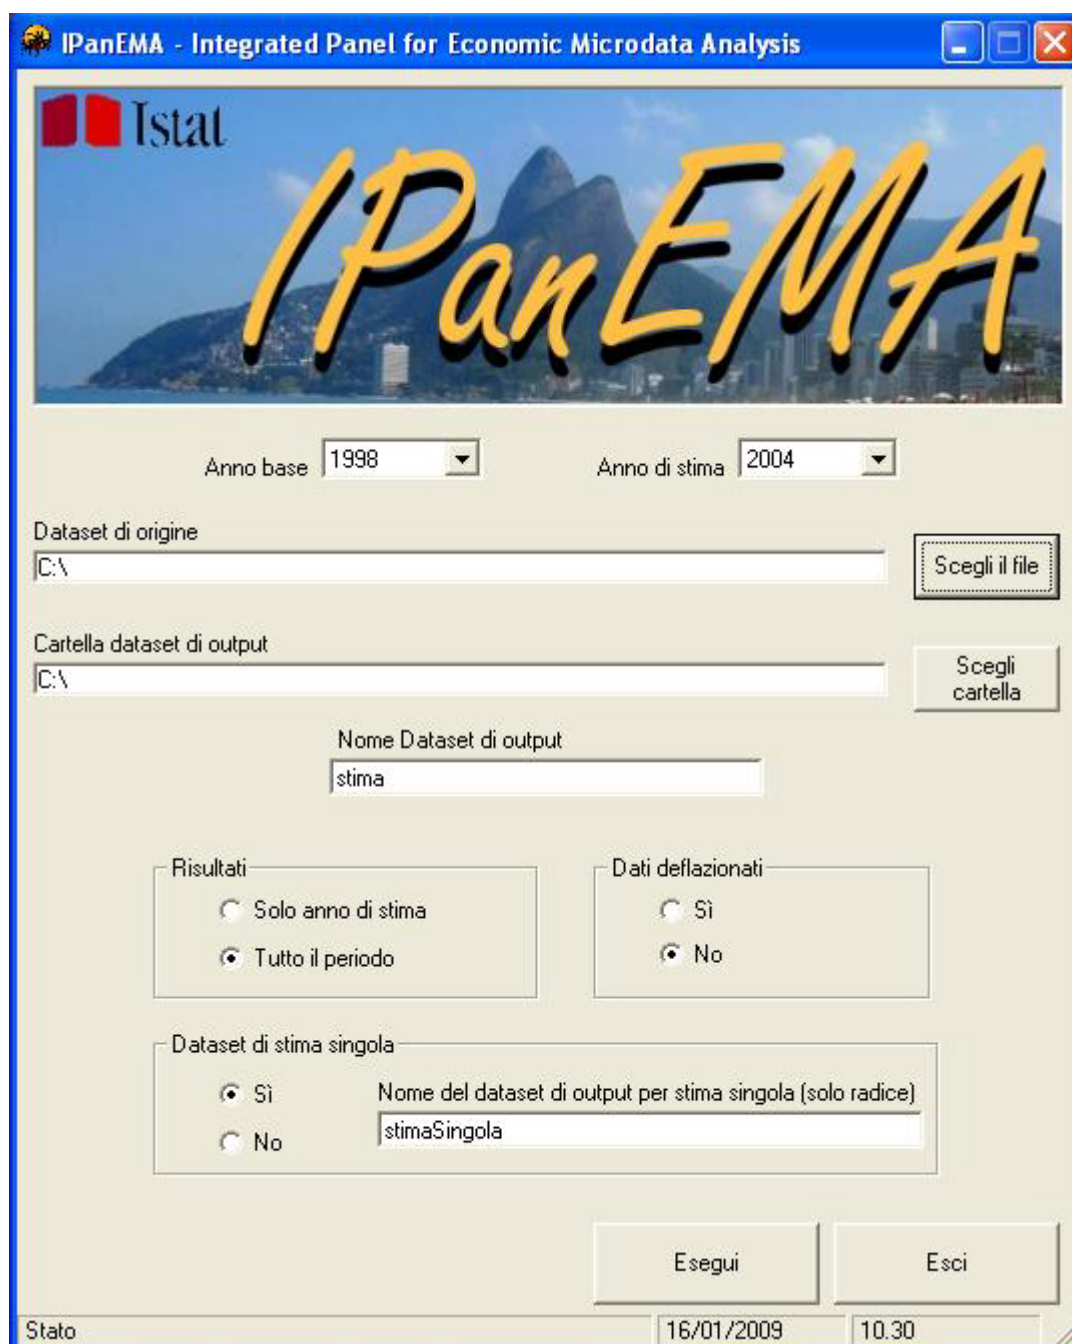 IPanEMA - Integrated Panel for Economic Microdata Analysis
Istat
IPanEMA
Anno base 1998 Anno di stima 2004
Dataset di origine
C:\ Scegli il file
Cartella dataset di output
C:\ Scegli cartella
Nome Dataset di output
stima
Risultati Dati deflazionati
Solo anno di stima Sì
Tutto il periodo No
Dataset di stima singola
Sì Nome del dataset di output per stima singola (solo radice)
No stimaSingola
Esegui Esci
Stato 16/01/2009 10.30